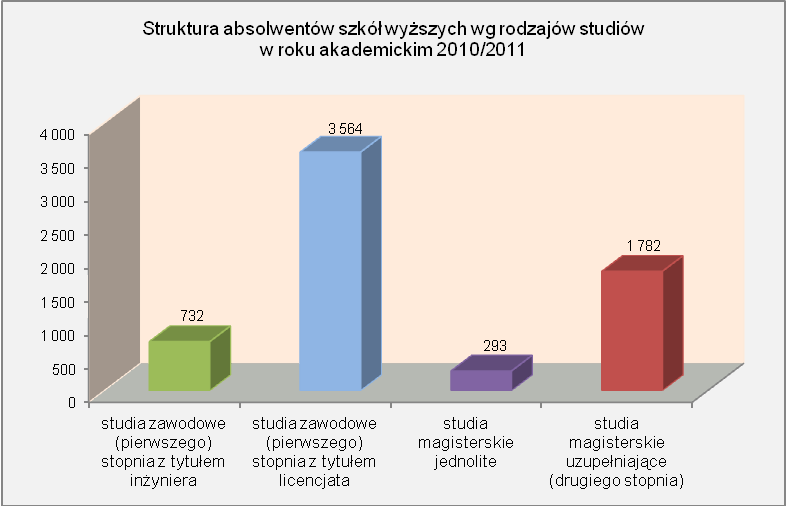 Struktura absolwentów szkół wyższych wg rodzajów studiów
w roku akademickim 2010/2011
4 000
3 500
3 000
2 500
2 000
1 500
1 000
500
0
732
3 564
293
1 782
studia zawodowe
(pierwszego)
stopnia z tytułem
inżyniera
studia zawodowe
(pierwszego)
stopnia z tytułem
licencjata
studia
magisterskie
jednolite
studia
magisterskie
uzupełniające
(drugiego stopnia)